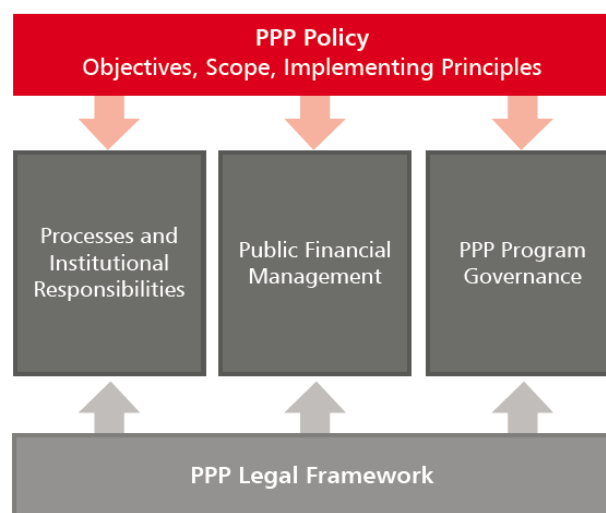 PPP Policy
Objectives, Scope, Implementing Principles
Processes and
Institutional
Responsibilities
Public Financial
Management
PPP Program
Governance
PPP Legal Framework